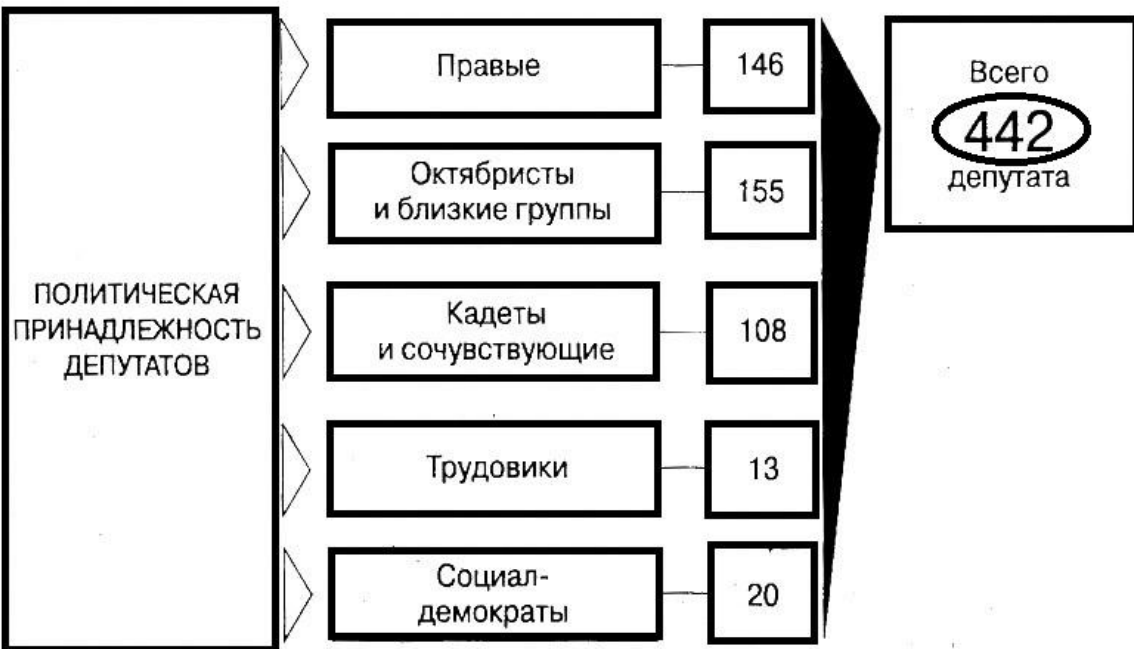 ПОЛИТИЧЕСКАЯ
ПРИНАДЛЕЖНОСТЬ
ДЕПУТАТОВ
Правые
146
Октябристы
и близкие группы
155
Кадеты
и сочувствующие
108
Трудовики
13
Социал-
демократы
20
Всего
442
депутата